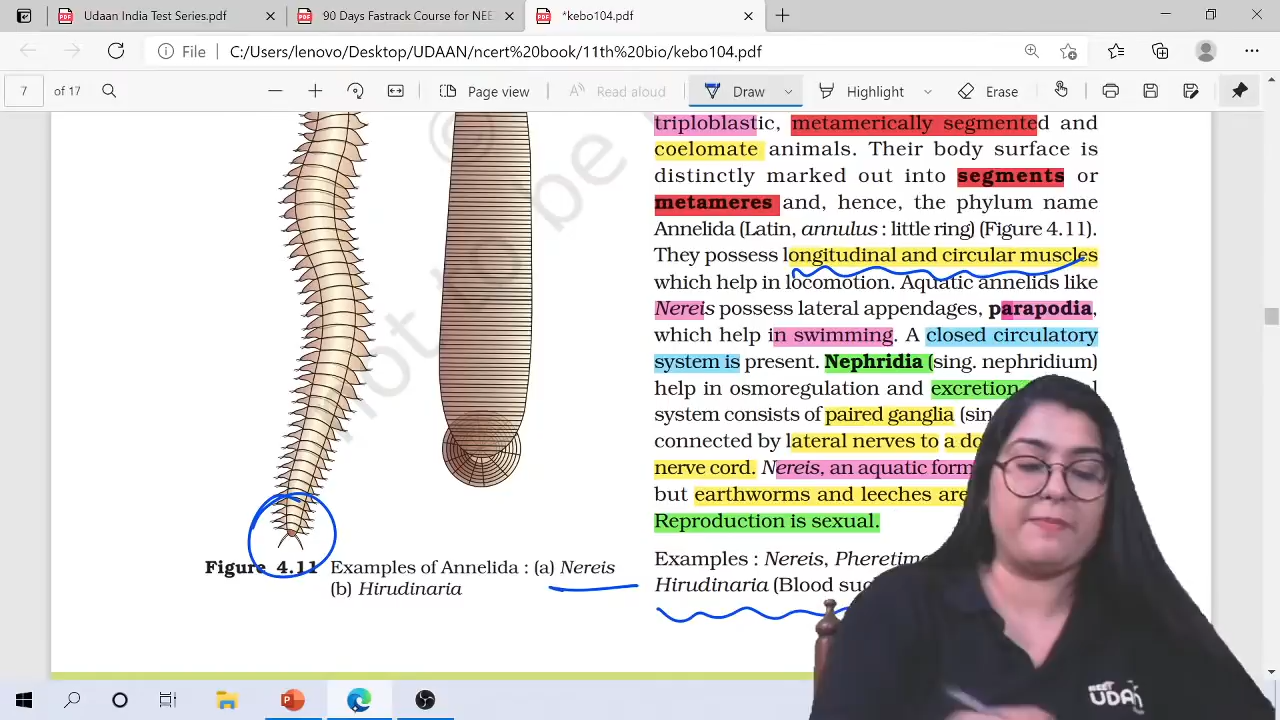 Udaan India Test Series.pdf
90 Days Fastrack Course for NEE
*kebo104.pdf
File
C:/Users/lenovo/Desktop/UDAAN/ncert%20book/11th%20bio/kebo104.pdf
7 of 17
Page view
Read aloud
Draw
Highlight
Erase
© not to be
triploblastic, metamerically segmented and
coelomate animals. Their body surface is
distinctly marked out into segments or
metameres and, hence, the phylum name
Annelida (Latin, annulus : little ring) (Figure 4.11).
They possess longitudinal and circular muscles
which help in locomotion. Aquatic annelids like
Nereis possess lateral appendages, parapodia,
which help in swimming. A closed circulatory
system is present. Nephridia (sing. nephridium)
help in osmoregulation and excretion
system consists of paired ganglia
connected by lateral nerves to a
nerve cord. Nereis, an aquatic form
but earthworms and leeches are
Reproduction is sexual.
Examples : Nereis,
Hirudinaria (Blood
Figure 4.11 Examples of Annelida : (a) Nereis
(b) Hirudinaria
UDAN